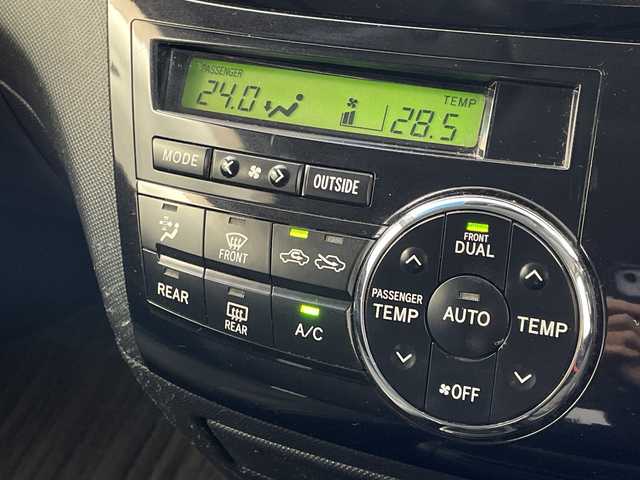 PASSENGER
24.0
TEMP
28.5
MODE
OUTSIDE
FRONT
REAR
REAR
A/C
FRONT
DUAL
PASSENGER
TEMP
AUTO
TEMP
OFF